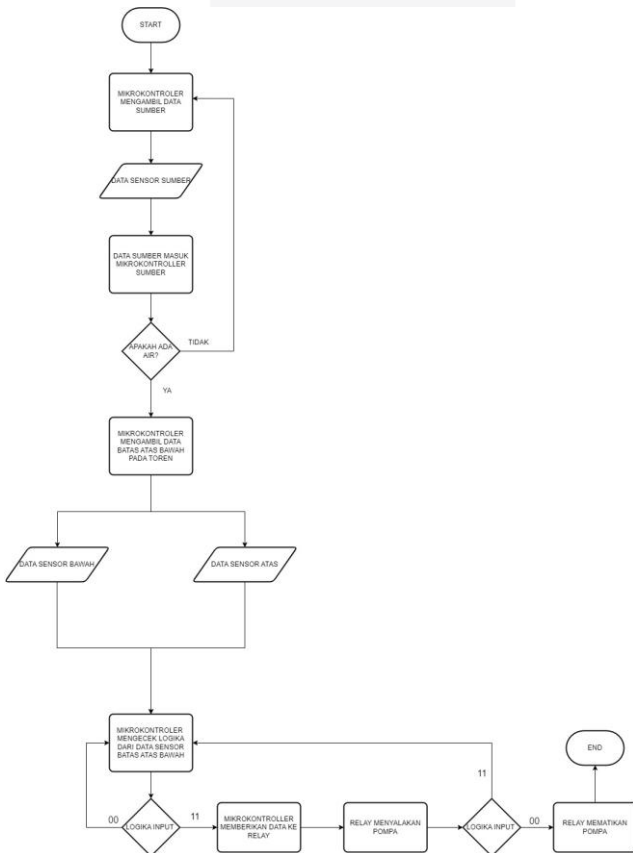 START
MIKROKONTROLER
MENGAMBIL DATA
SUMBER
DATA SENSOR SUMBER
DATA SUMBER MASUK
MIKROKONTROLLER
SUMBER
APAKAH ADA
AIR?
TIDAK
YA
MIKROKONTROLER
MENGAMBIL DATA
BATAS ATAS BAWAH
PADA TOREN
DATA SENSOR BAWAH
DATA SENSOR ATAS
MIKROKONTROLER
MENGECEK LOGIKA
DARI DATA SENSOR
BATAS ATAS BAWAH
00
LOGIKA INPUT
11
MIKROKONTROLLER
MEMBERIKAN DATA KE
RELAY
RELAY MENYALAKAN
POMPA
11
LOGIKA INPUT
00
RELAY MEMATIKAN
POMPA
END